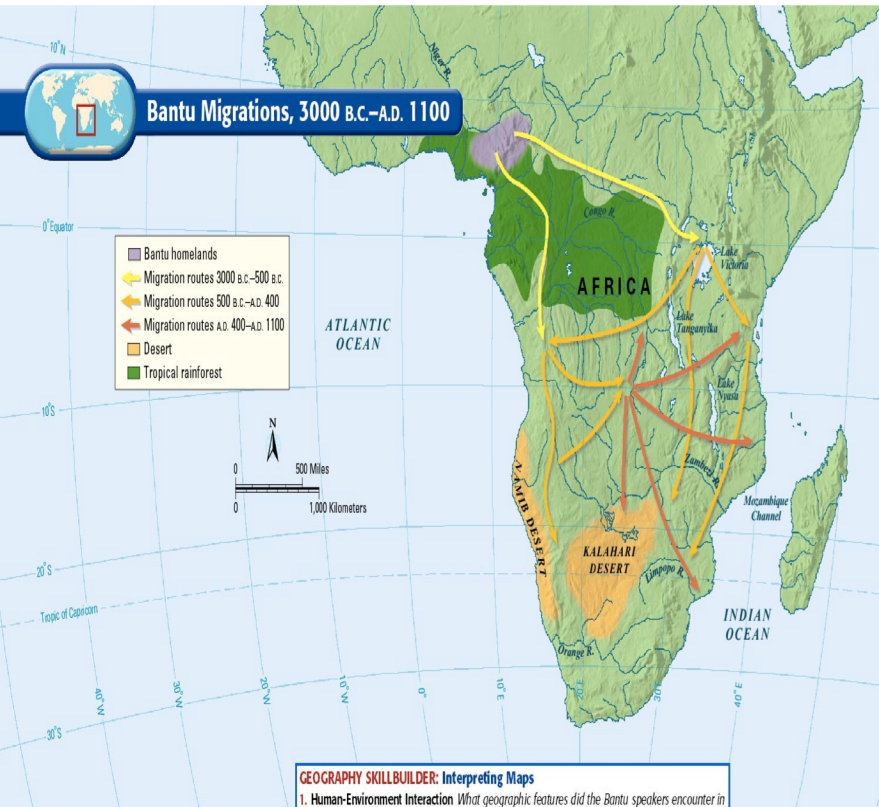 10°N
Niger R.
Bantu Migrations, 3000 B.C.–A.D. 1100
0°Equator
Congo R.
Bantu homelands
Migration routes 3000 B.C.–500 B.C.
Migration routes 500 B.C.–A.D. 400
Migration routes A.D. 400–A.D. 1100
Desert
Tropical rainforest
AFRICA
Lake
Victoria
ATLANTIC
OCEAN
Lake
Tanganyika
Lake
Nyasa
10°S
N
0 500 Miles
0 1,000 Kilometers
Zambezi R.
Mozambique
Channel
NAMIB DESERT
KALAHARI
DESERT
Limpopo R.
20°S
Tropic of Capricorn
INDIAN
OCEAN
Orange R.
40°W
30°W
20°W
10°W
0°
10°E
20°E
30°E
40°E
30°S
GEOGRAPHY SKILLBUILDER: Interpreting Maps
1. Human-Environment Interaction What geographic features did the Bantu speakers encounter in